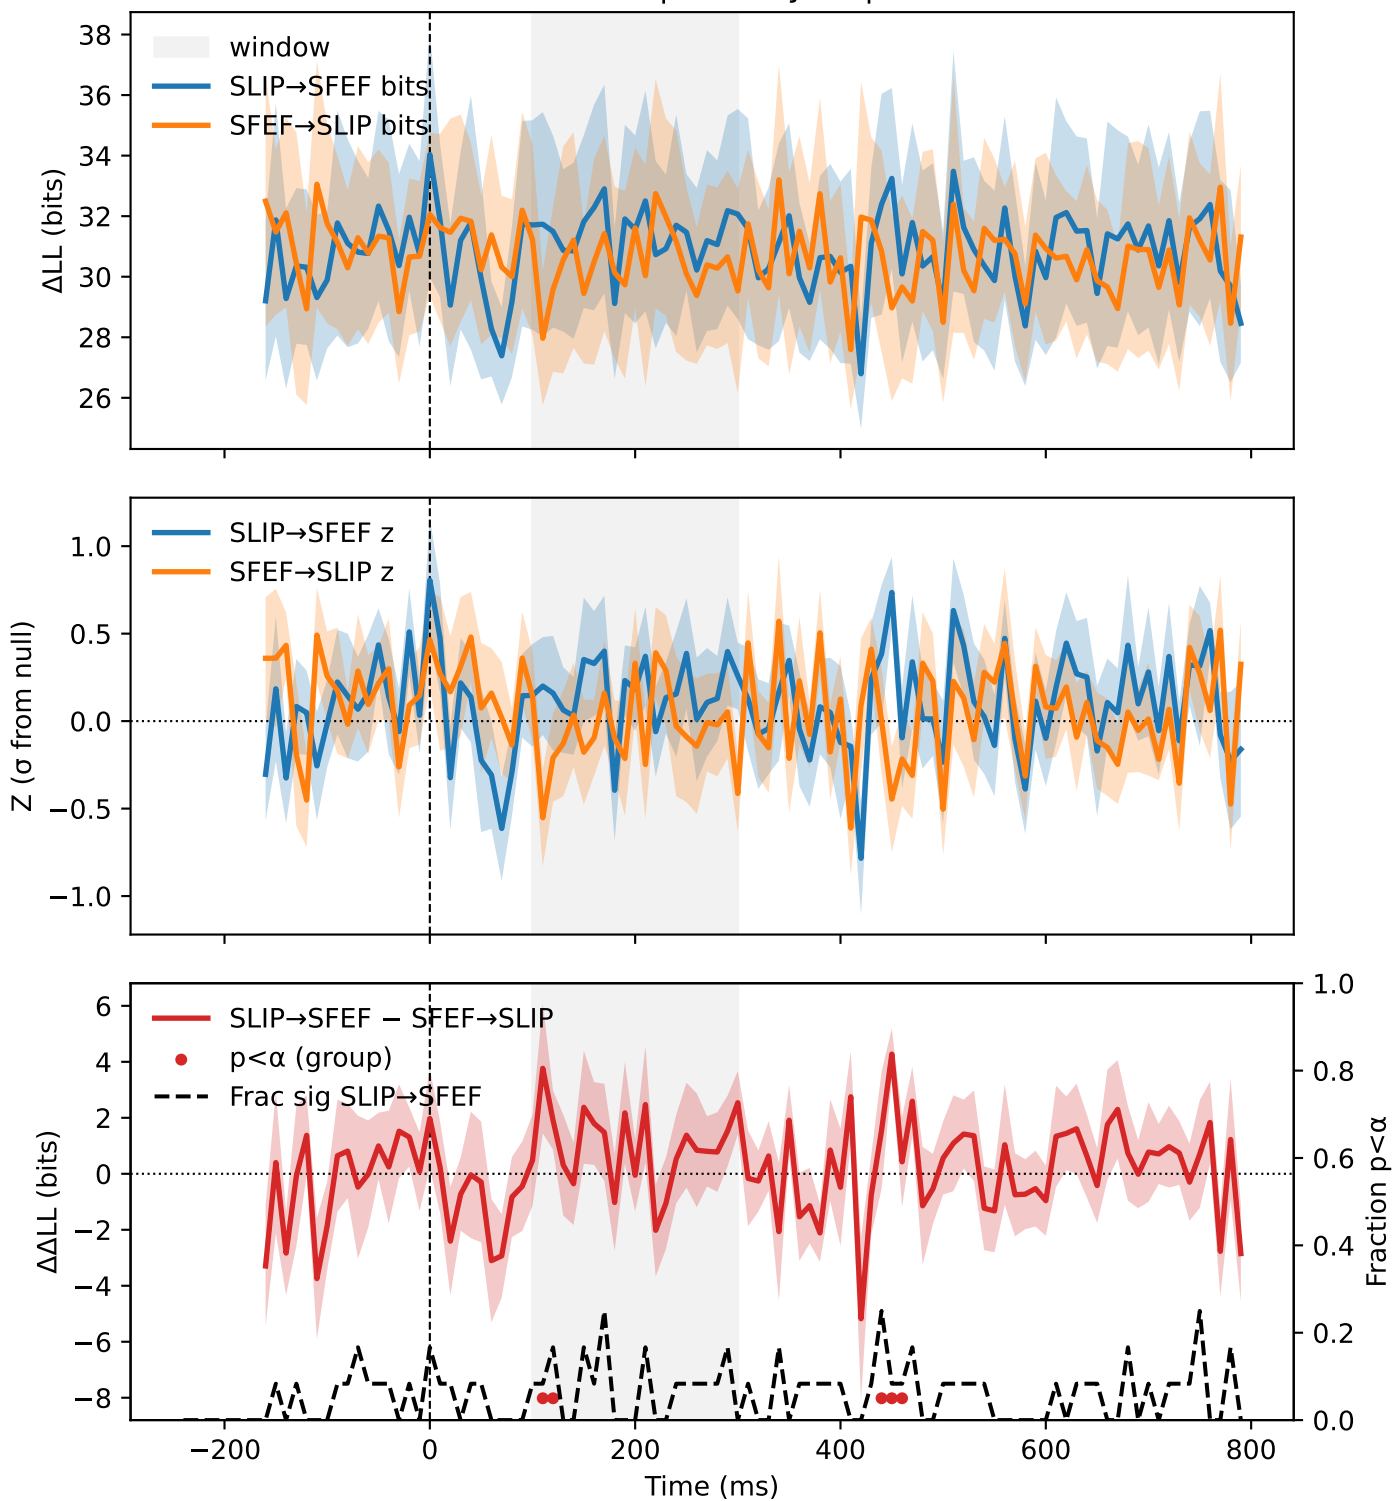 38
36
34
32
30
28
26
ΔLL (bits)
window
SLIP→SFEF bits
SFEF→SLIP bits
1.0
0.5
0.0
−0.5
−1.0
Z (σ from null)
SLIP→SFEF z
SFEF→SLIP z
6
4
2
0
−2
−4
−6
−8
ΔΔLL (bits)
SLIP→SFEF − SFEF→SLIP
p<α (group)
Frac sig SLIP→SFEF
1.0
0.8
0.6
0.4
0.2
0.0
Fraction p<α
−200
0
200
400
600
800
Time (ms)